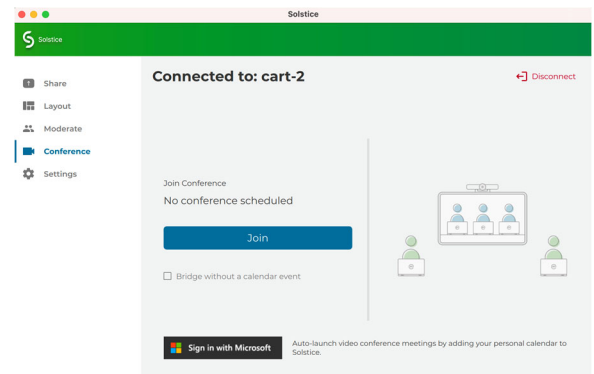 Solstice
Solstice
Share
Layout
Moderate
Conference
Settings
Connected to: cart-2
Disconnect
Join Conference
No conference scheduled
Join
Bridge without a calendar event
Sign in with Microsoft
Auto-launch video conference meetings by adding your personal calendar to
Solstice.